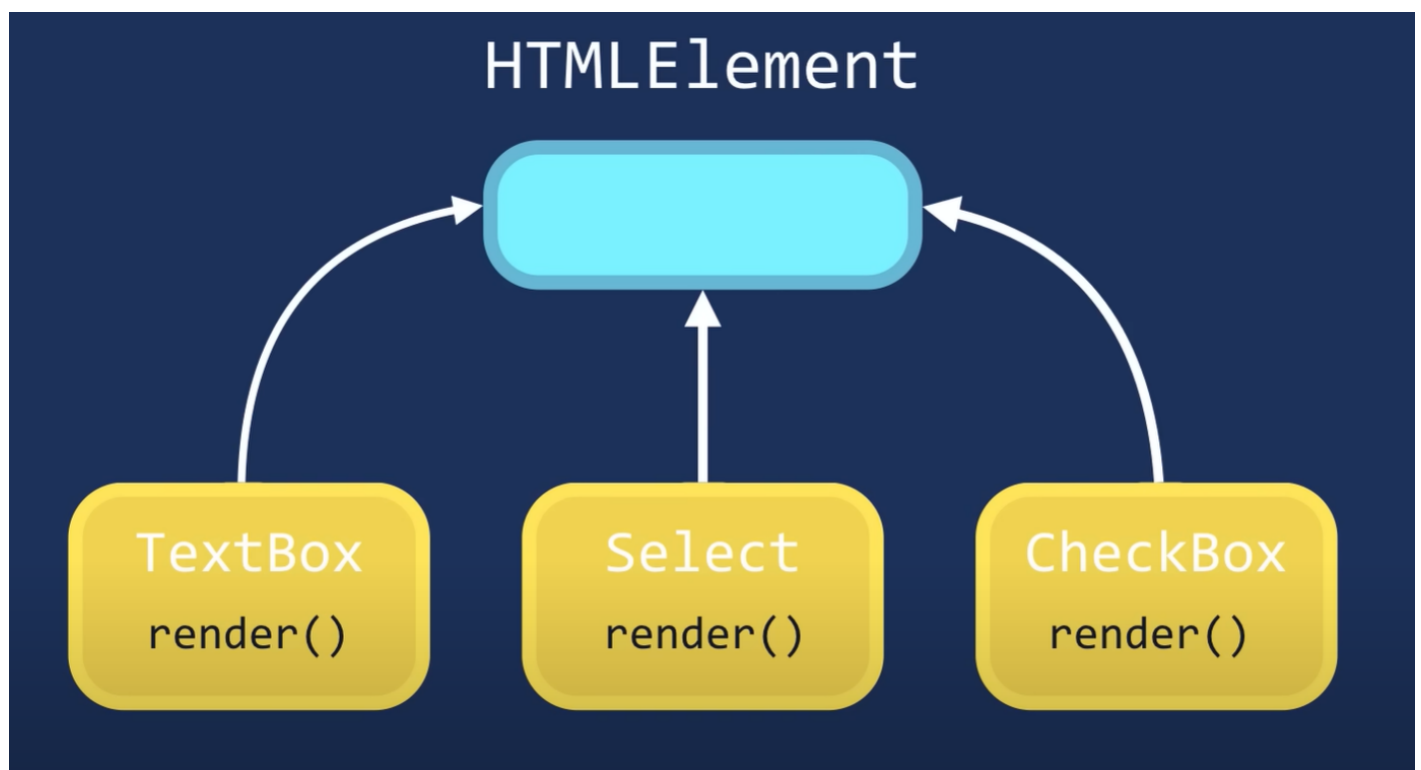 HTMLElement
TextBox
render()
Select
render()
CheckBox
render()